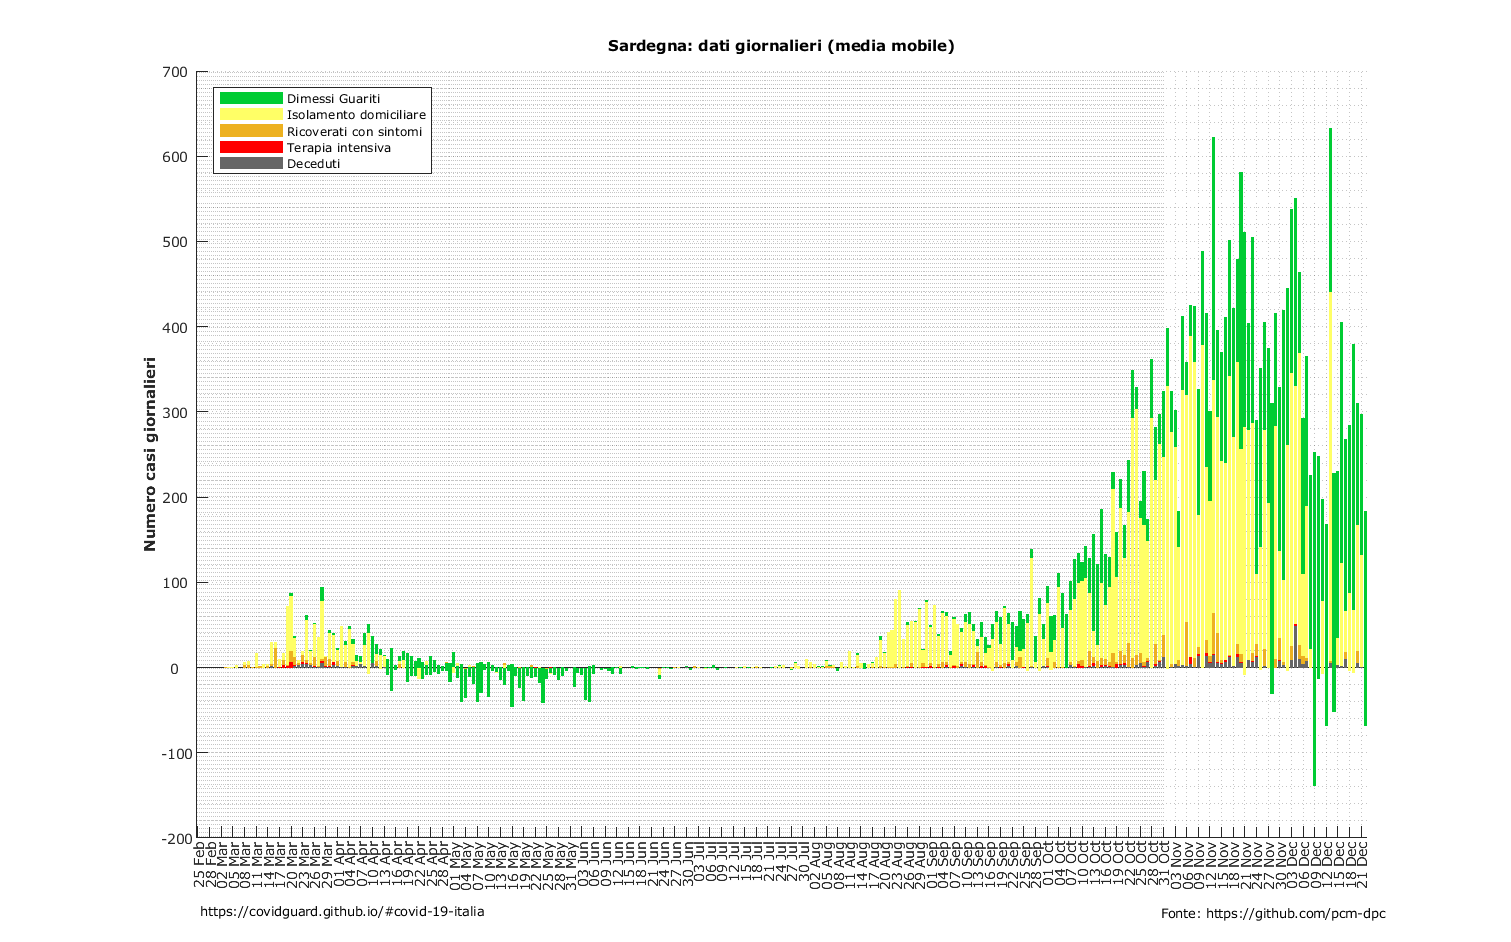 Sardegna: dati giornalieri (media mobile)
700
600
500
400
300
200
100
0
-100
-200
Numero casi giornalieri
Dimessi Guariti
Isolamento domiciliare
Ricoverati con sintomi
Terapia intensiva
Deceduti
25 Feb
28 Feb
02 Mar
05 Mar
08 Mar
11 Mar
14 Mar
17 Mar
20 Mar
23 Mar
26 Mar
29 Mar
01 Apr
04 Apr
07 Apr
10 Apr
13 Apr
16 Apr
19 Apr
22 Apr
25 Apr
28 Apr
01 May
04 May
07 May
10 May
13 May
16 May
19 May
22 May
25 May
28 May
31 May
03 Jun
06 Jun
09 Jun
12 Jun
15 Jun
18 Jun
21 Jun
24 Jun
27 Jun
30 Jun
03 Jul
06 Jul
09 Jul
12 Jul
15 Jul
18 Jul
21 Jul
24 Jul
27 Jul
30 Jul
02 Aug
05 Aug
08 Aug
11 Aug
14 Aug
17 Aug
20 Aug
23 Aug
26 Aug
29 Aug
01 Sep
04 Sep
07 Sep
10 Sep
13 Sep
16 Sep
19 Sep
22 Sep
25 Sep
28 Sep
01 Oct
04 Oct
07 Oct
10 Oct
13 Oct
16 Oct
19 Oct
22 Oct
25 Oct
28 Oct
31 Oct
03 Nov
06 Nov
09 Nov
12 Nov
15 Nov
18 Nov
21 Nov
24 Nov
27 Nov
30 Nov
03 Dec
06 Dec
09 Dec
12 Dec
15 Dec
18 Dec
21 Dec
https://covidguard.github.io/#covid-19-italia
Fonte: https://github.com/pcm-dpc